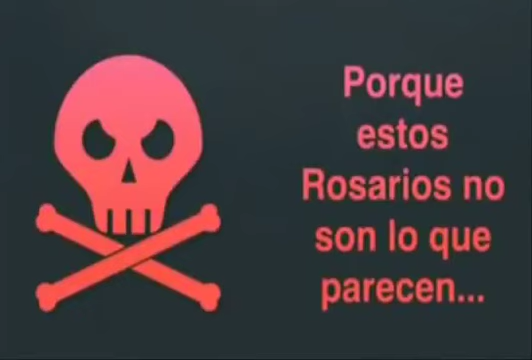 Porque
estos
Rosarios no
son lo que
parecen...